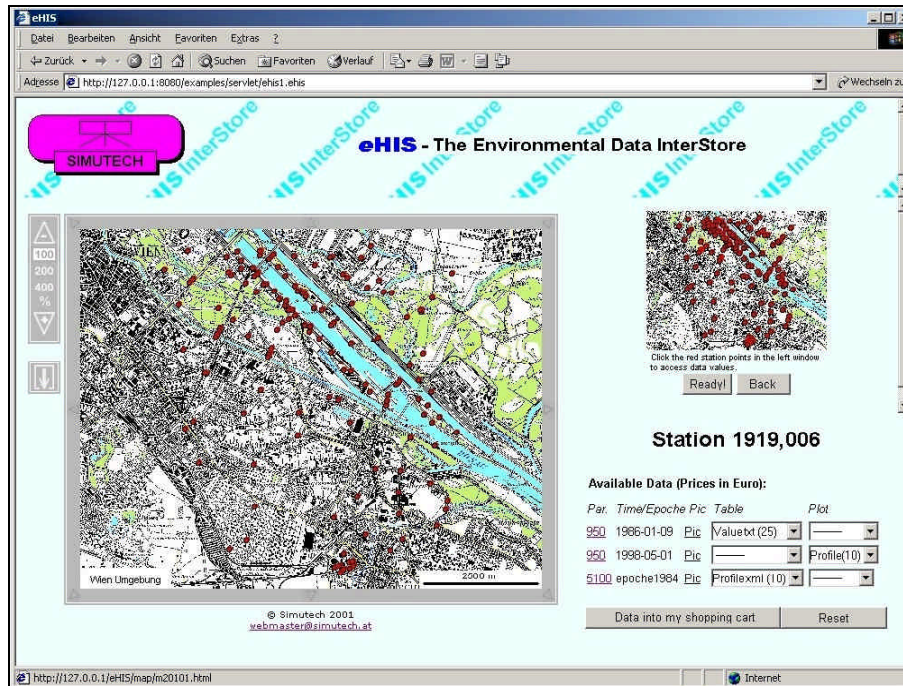 eHIS
Datei Bearbeiten Ansicht Favoriten Extras ?
Zurück Suchen Favoriten Verlauf
Adresse http://127.0.0.1:8080/examples/servlet/ehis1.ehis Wechseln zu
SIMUTECH
eHIS - The Environmental Data InterStore
100
200
400
%
WIEN
Wien Umgebung
2000 m
© Simutech 2001
webmaster@simutech.at
Click the red station points in the left window
to access data values.
Ready! Back
Station 1919,006
Available Data (Prices in Euro):
Par. Time/Epoche Pic Table Plot
950 1986-01-09 Pic Valuetxt (25) ——
950 1998-05-01 Pic —— Profile(10)
5100 epoche1984 Pic Profilexml (10) ——
Data into my shopping cart Reset
http://127.0.0.1/eHIS/map/m20101.html Internet